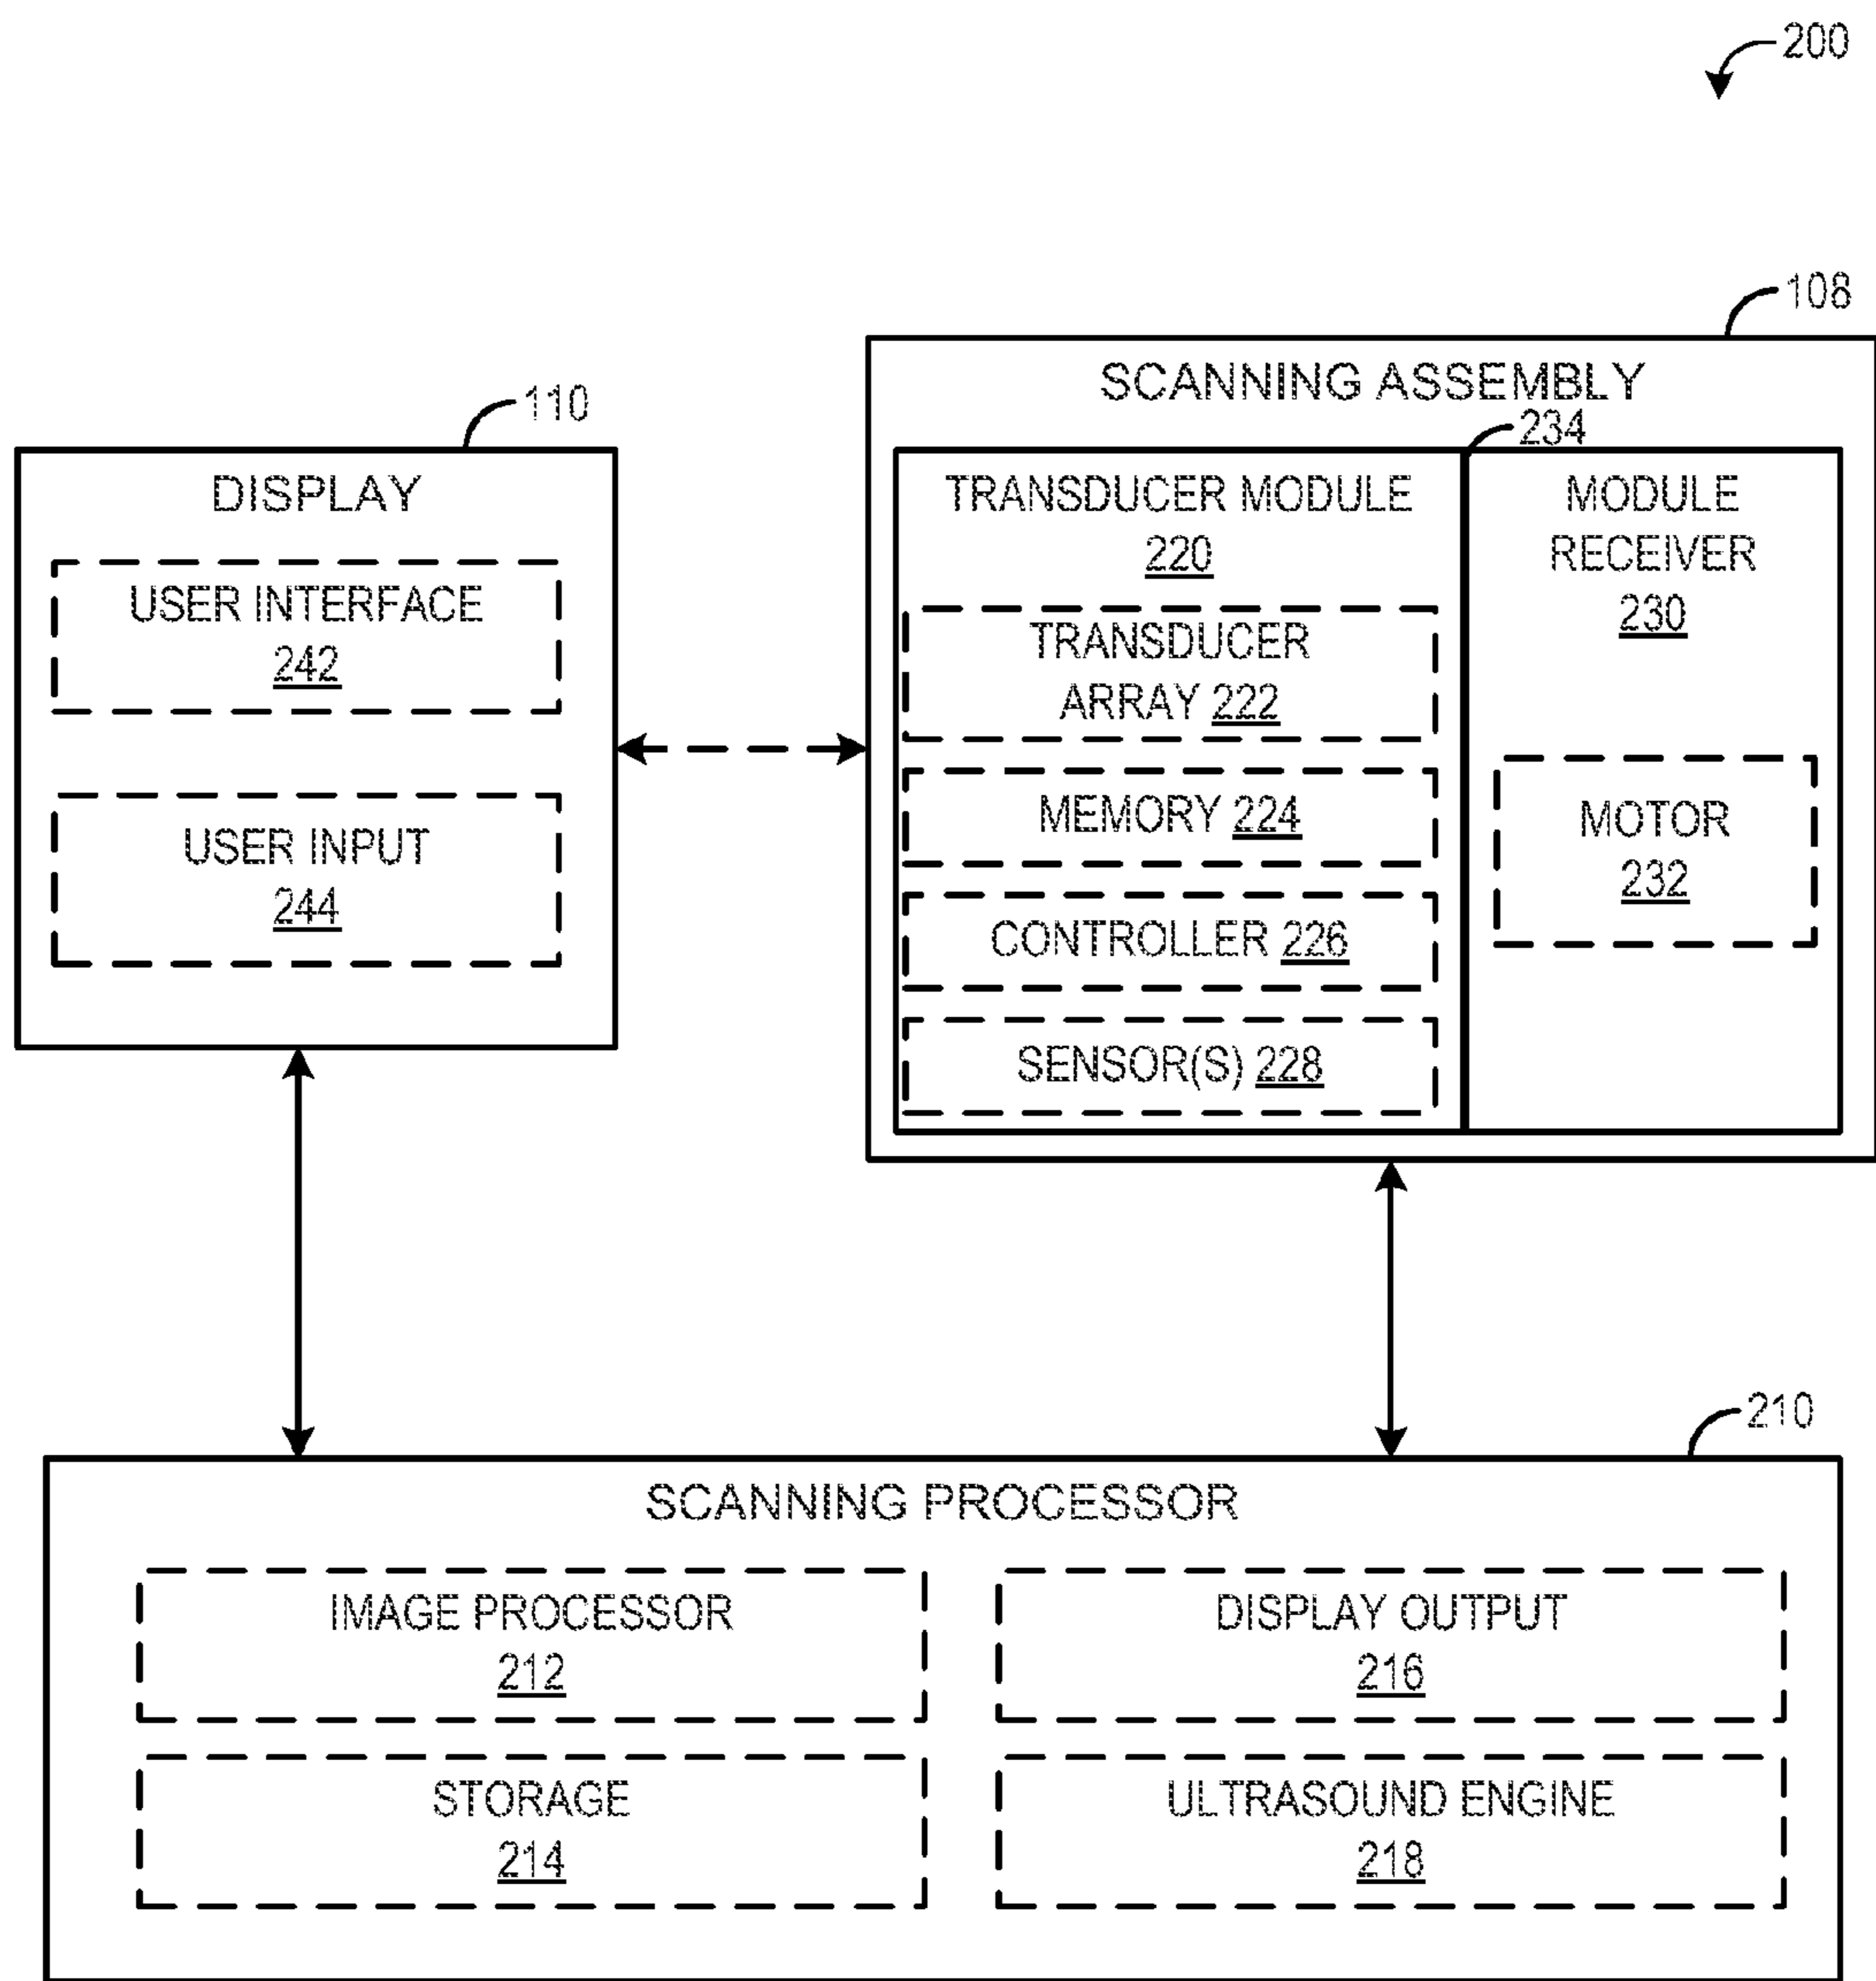 200
108
SCANNING ASSEMBLY
234
TRANSDUCER MODULE
220
TRANSDUCER
ARRAY 222
MEMORY 224
CONTROLLER 226
SENSOR(S) 228
MODULE
RECEIVER
230
MOTOR
232
110
DISPLAY
USER INTERFACE
242
USER INPUT
244
210
SCANNING PROCESSOR
IMAGE PROCESSOR
212
DISPLAY OUTPUT
216
STORAGE
214
ULTRASOUND ENGINE
218